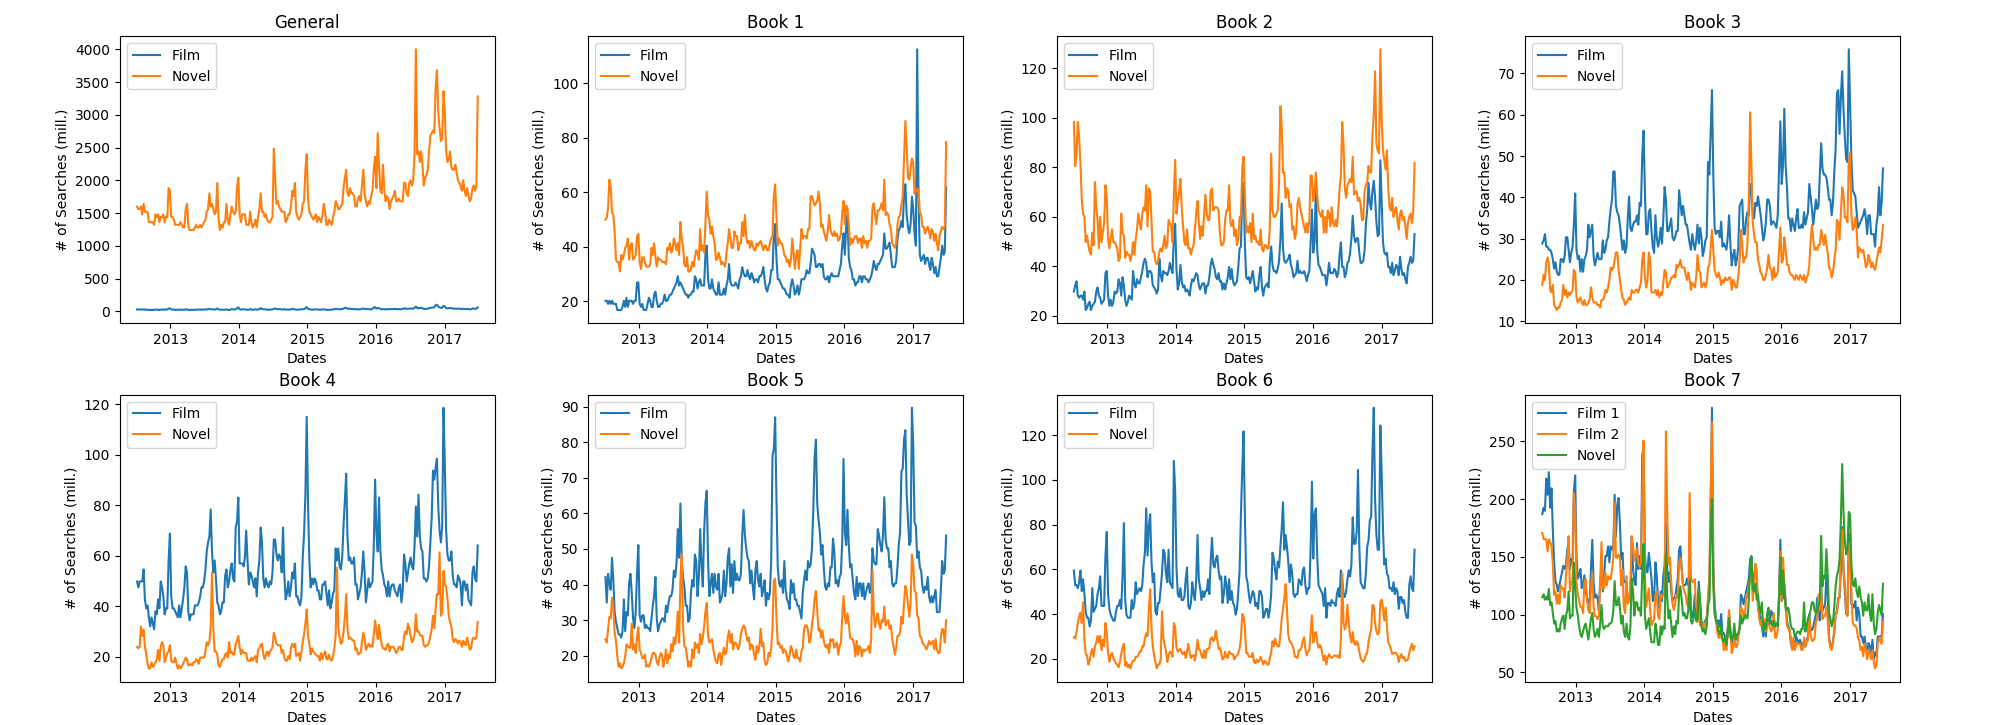 General
Film
Novel
4000
3500
3000
2500
2000
1500
1000
500
0
# of Searches (mill.)
2013 2014 2015 2016 2017
Dates
Book 1
Film
Novel
100
80
60
40
20
# of Searches (mill.)
2013 2014 2015 2016 2017
Dates
Book 2
Film
Novel
120
100
80
60
40
20
# of Searches (mill.)
2013 2014 2015 2016 2017
Dates
Book 3
Film
Novel
70
60
50
40
30
20
10
# of Searches (mill.)
2013 2014 2015 2016 2017
Dates
Book 4
Film
Novel
120
100
80
60
40
20
# of Searches (mill.)
2013 2014 2015 2016 2017
Dates
Book 5
Film
Novel
90
80
70
60
50
40
30
20
# of Searches (mill.)
2013 2014 2015 2016 2017
Dates
Book 6
Film
Novel
120
100
80
60
40
20
# of Searches (mill.)
2013 2014 2015 2016 2017
Dates
Book 7
Film 1
Film 2
Novel
250
200
150
100
50
# of Searches (mill.)
2013 2014 2015 2016 2017
Dates